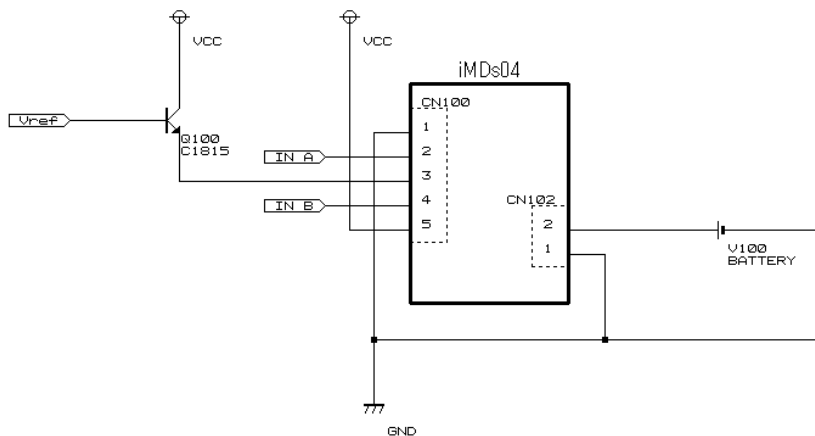 VCC
VCC
iMDs04
CN100
Vref
1
Q100
C1815
IN A
2
3
IN B
4
CN102
5
2
1
V100
BATTERY
GND